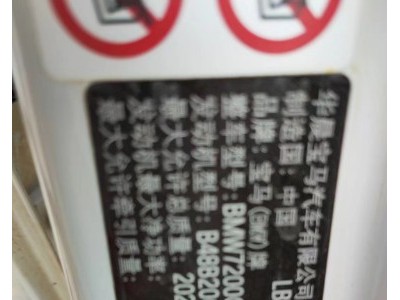 华晨宝马汽车有限公司
制造国：中国 LB
品牌：宝马(BMW)牌
整车型号：BMW7200
发动机型号：B48B20
最大允许总质量：202
发动机最大净功率：
最大允许牵引质量：